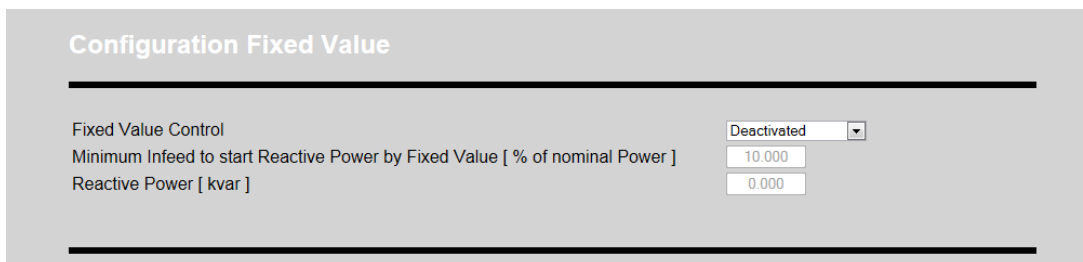 Configuration Fixed Value
Fixed Value Control Deactivated
Minimum Infeed to start Reactive Power by Fixed Value [ % of nominal Power ] 10.000
Reactive Power [ kvar ] 0.000